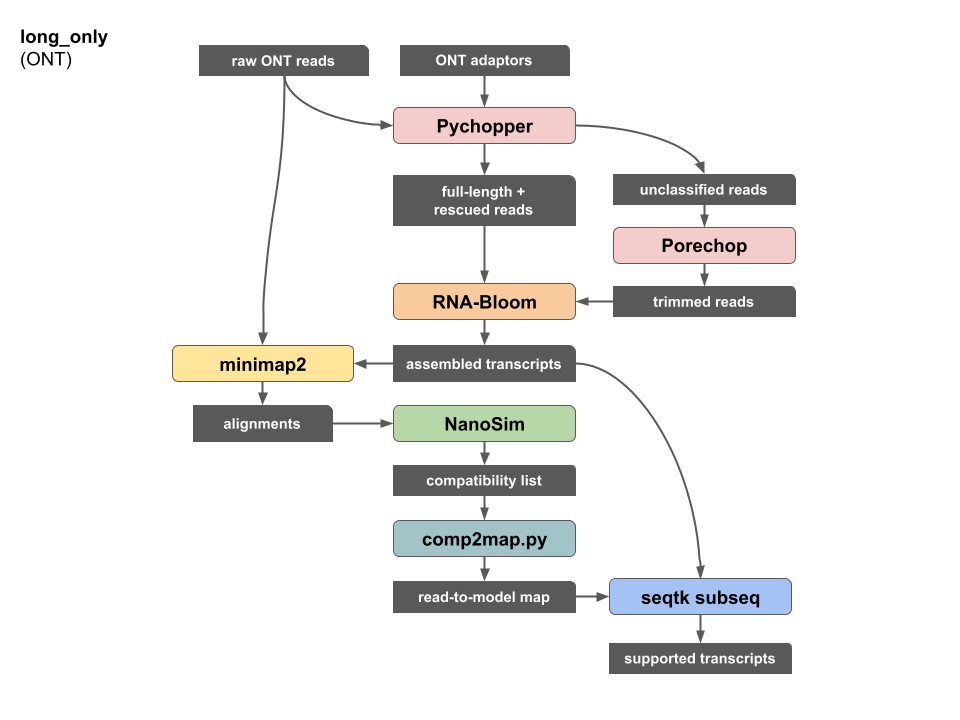 long_only
(ONT)
raw ONT reads
ONT adaptors
Pychopper
full-length +
rescued reads
unclassified reads
Porechop
RNA-Bloom
trimmed reads
minimap2
assembled transcripts
alignments
NanoSim
compatibility list
comp2map.py
read-to-model map
seqtk subseq
supported transcripts